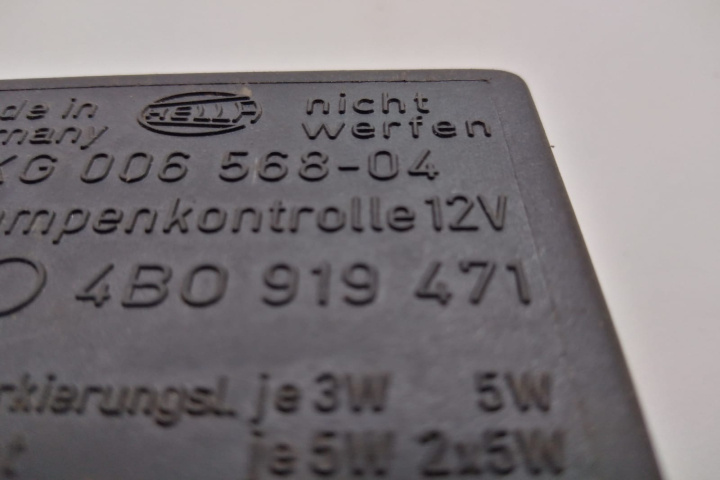 de in HELLA nicht
many werfen
KG 006 568-04
mpenkontrolle 12V
4B0 919 471
rkierungsL. je 3W 5W
t je 5W 2x5W